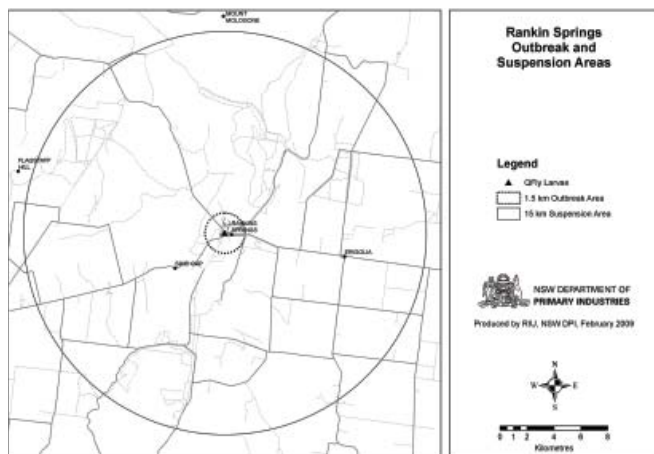 MOUNT
FLAGSTAFF
HILL
RANKINS
SPRINGS
Rankin Springs
Outbreak and
Suspension Areas
Legend
QFly Larvae
1.5 km Outbreak Area
15 km Suspension Area
NSW DEPARTMENT OF
PRIMARY INDUSTRIES
Produced by RIU, NSW DPI, February 2009
N
W E
S
0 1 2 4 6 8
Kilometres